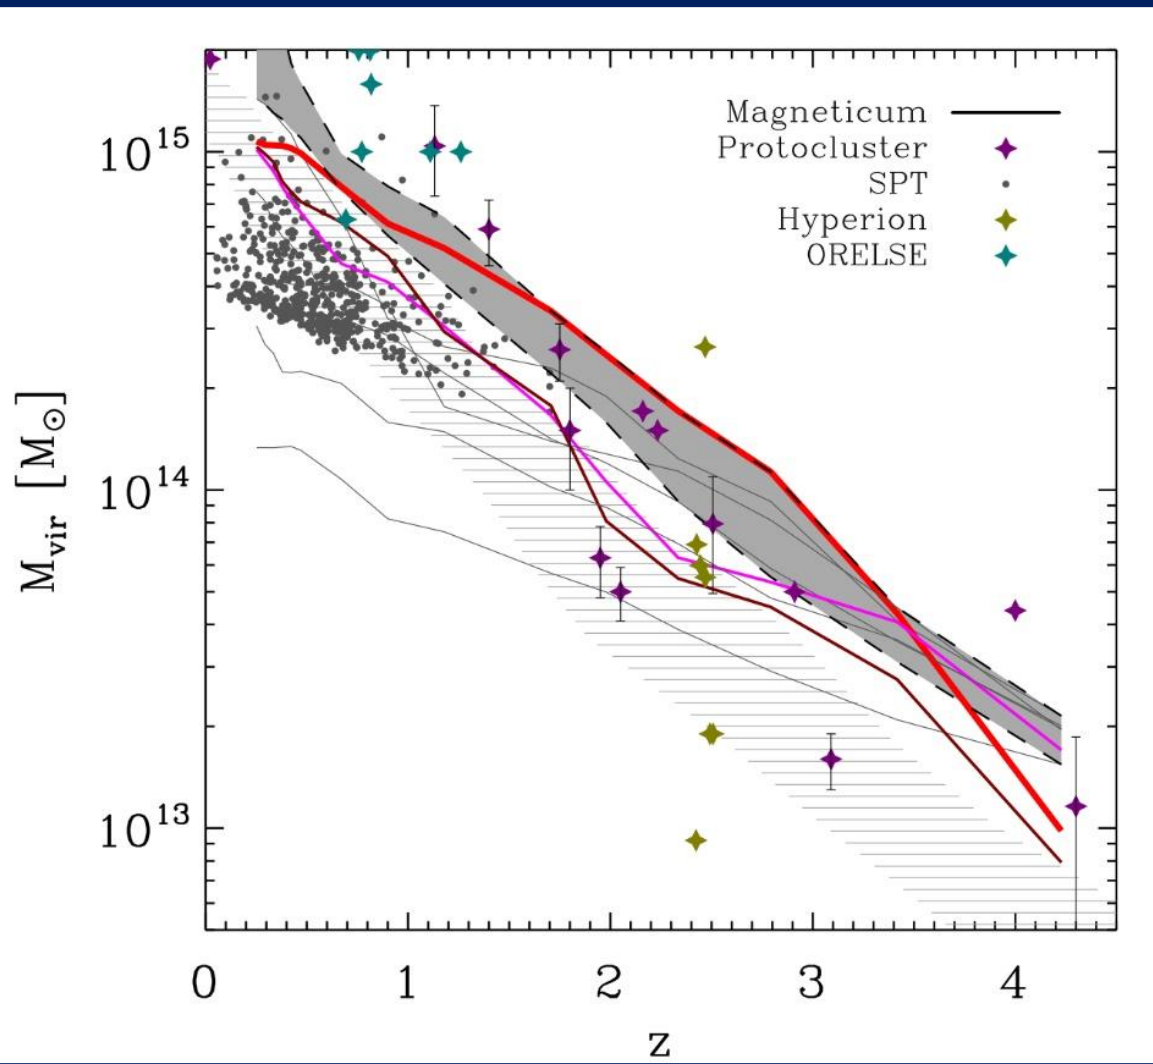 Magneticum
Protocluster
SPT
Hyperion
ORELSE
10^15
10^14
10^13
M_vir [M_⊙]
0 1 2 3 4
z